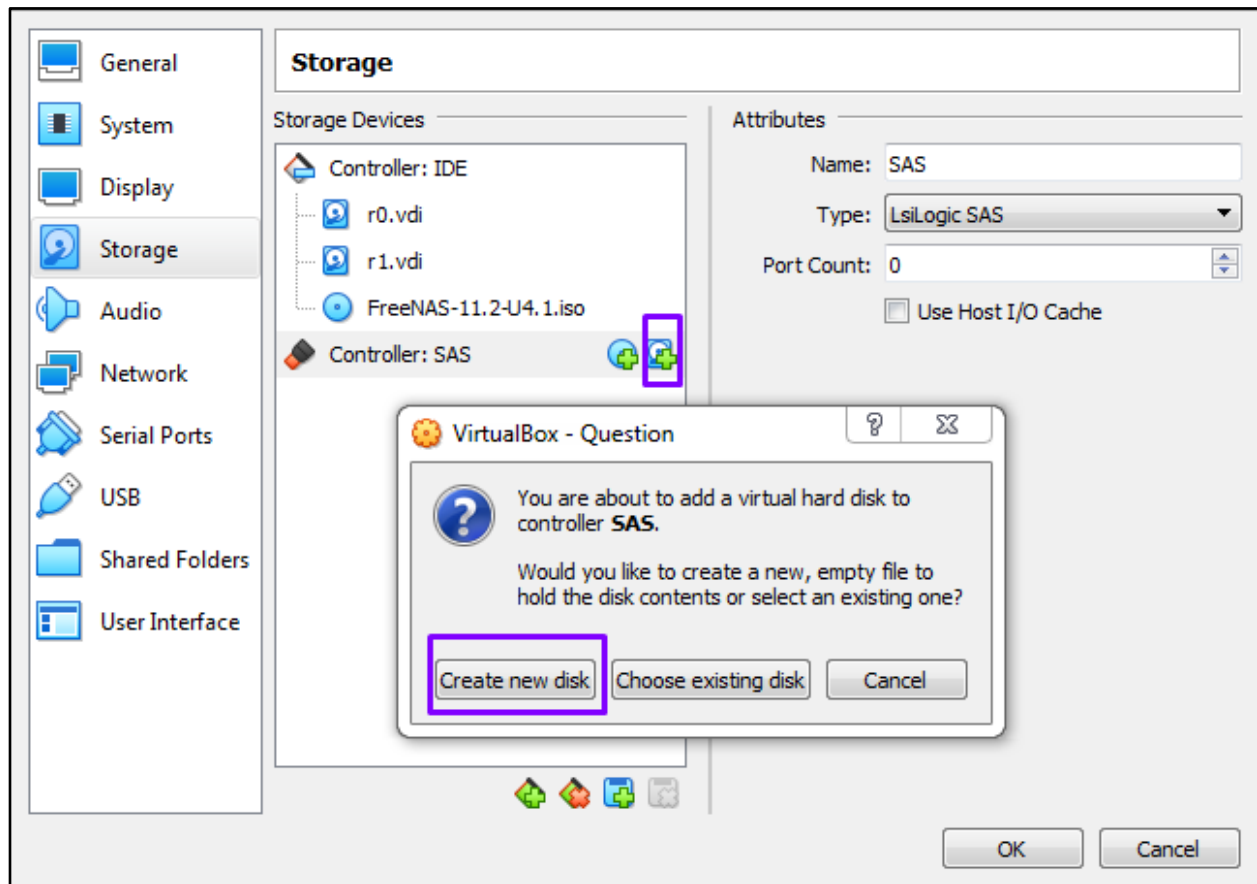 General
System
Display
Storage
Audio
Network
Serial Ports
USB
Shared Folders
User Interface
Storage
Storage Devices
Controller: IDE
r0.vdi
r1.vdi
FreeNAS-11.2-U4.1.iso
Controller: SAS
Attributes
Name: SAS
Type: LsiLogic SAS
Port Count: 0
Use Host I/O Cache
VirtualBox - Question
You are about to add a virtual hard disk to
controller SAS.
Would you like to create a new, empty file to
hold the disk contents or select an existing one?
Create new disk Choose existing disk Cancel
OK Cancel